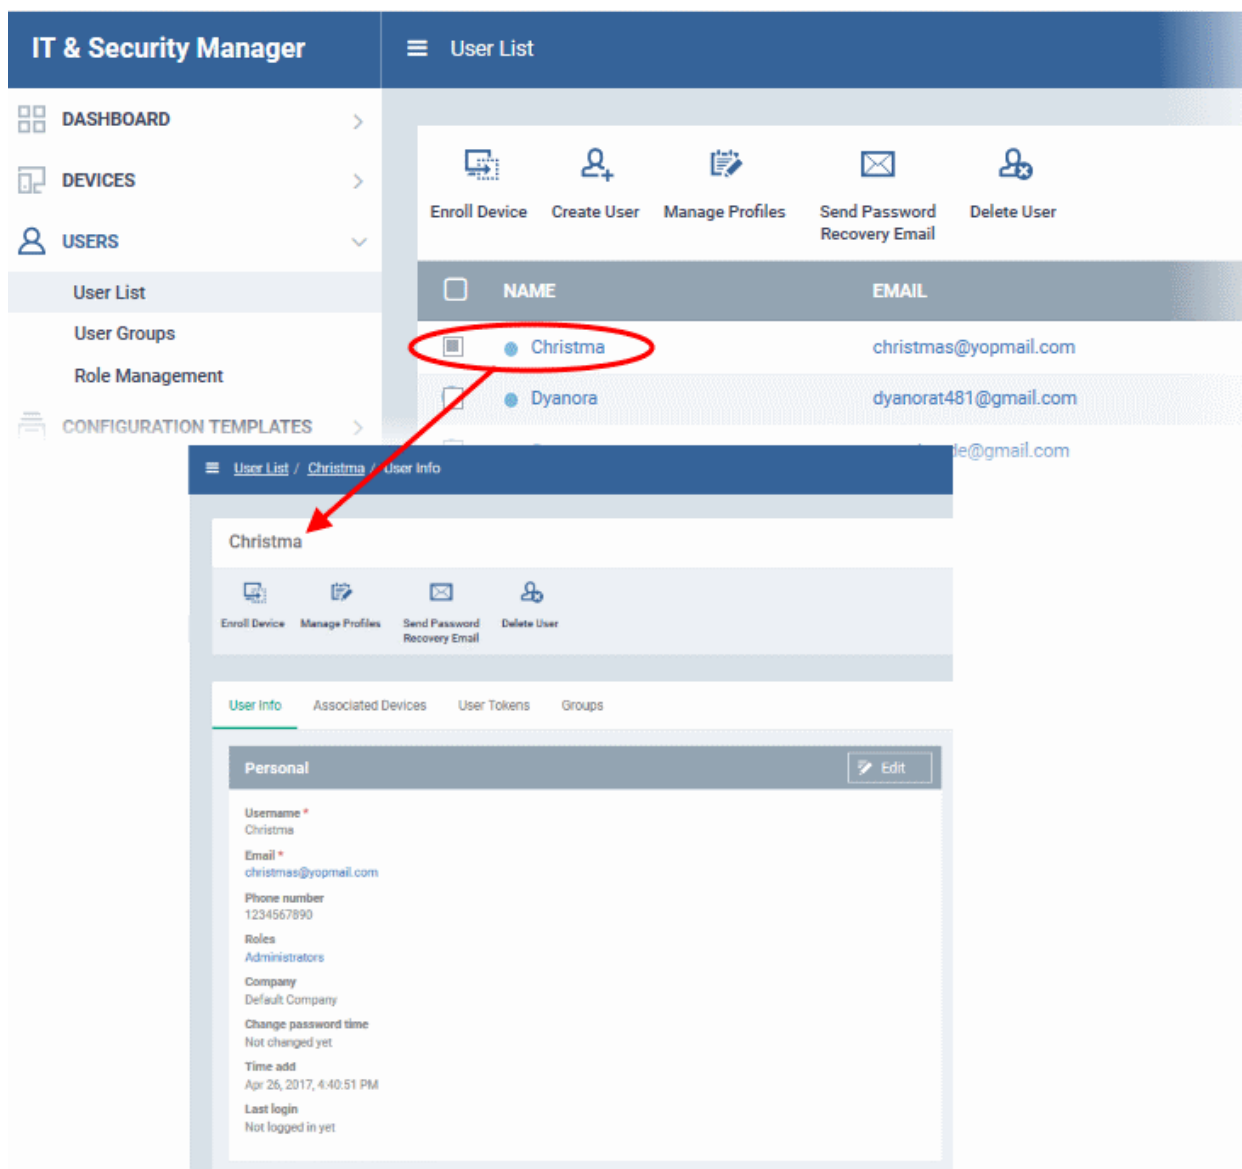 IT & Security Manager
User List
DASHBOARD
DEVICES
USERS
User List
User Groups
Role Management
CONFIGURATION TEMPLATES
Enroll Device
Create User
Manage Profiles
Send Password
Recovery Email
Delete User
NAME EMAIL
Christma christmas@yopmail.com
Dyanora dyanorat481@gmail.com
de@gmail.com
User List / Christma / User Info
Christma
Enroll Device
Manage Profiles
Send Password
Recovery Email
Delete User
User Info Associated Devices User Tokens Groups
Personal Edit
Username *
Christma
Email *
christmas@yopmail.com
Phone number
1234567890
Roles
Administrators
Company
Default Company
Change password time
Not changed yet
Time add
Apr 26, 2017, 4:40:51 PM
Last login
Not logged in yet